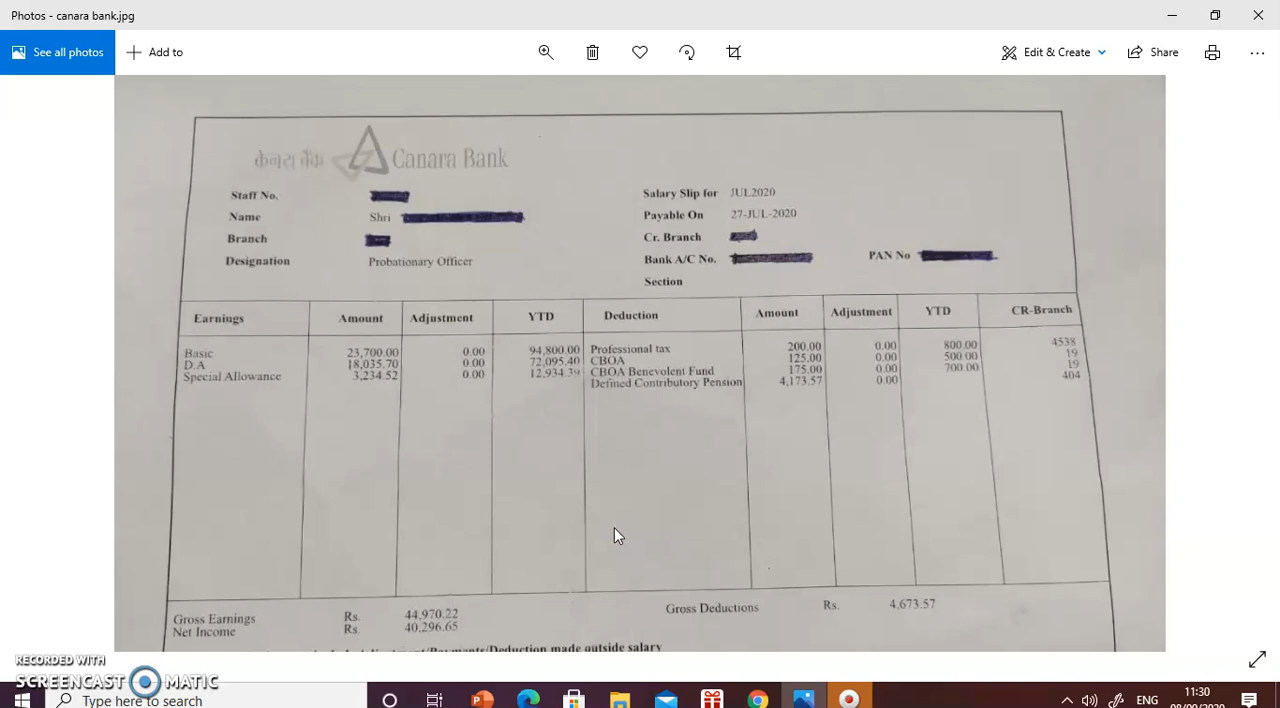 Photos - canara bank.jpg
See all photos
Add to
Edit & Create
Share
केनरा बैंक Canara Bank
Staff No.
Salary Slip for JUL2020
Name Shri
Payable On 27-JUL-2020
Branch
Cr. Branch
Designation Probationary Officer
Bank A/C No. PAN No
Section
Earnings Amount Adjustment YTD Deduction Amount Adjustment YTD CR-Branch
Basic 23,700.00 0.00 94,800.00 Professional tax 200.00 0.00 800.00 4538
D.A 18,035.70 0.00 72,095.40 CBOA 125.00 0.00 500.00 19
Special Allowance 3,234.52 0.00 12,934.39 CBOA Benevolent Fund 175.00 0.00 700.00 19
Defined Contributory Pension 4,173.57 0.00 404
Gross Earnings Rs. 44,970.22 Gross Deductions Rs. 4,673.57
Net Income Rs. 40,296.65
made outside salary
RECORDED WITH
SCREENCAST MATIC
Type here to search
ENG
11:30